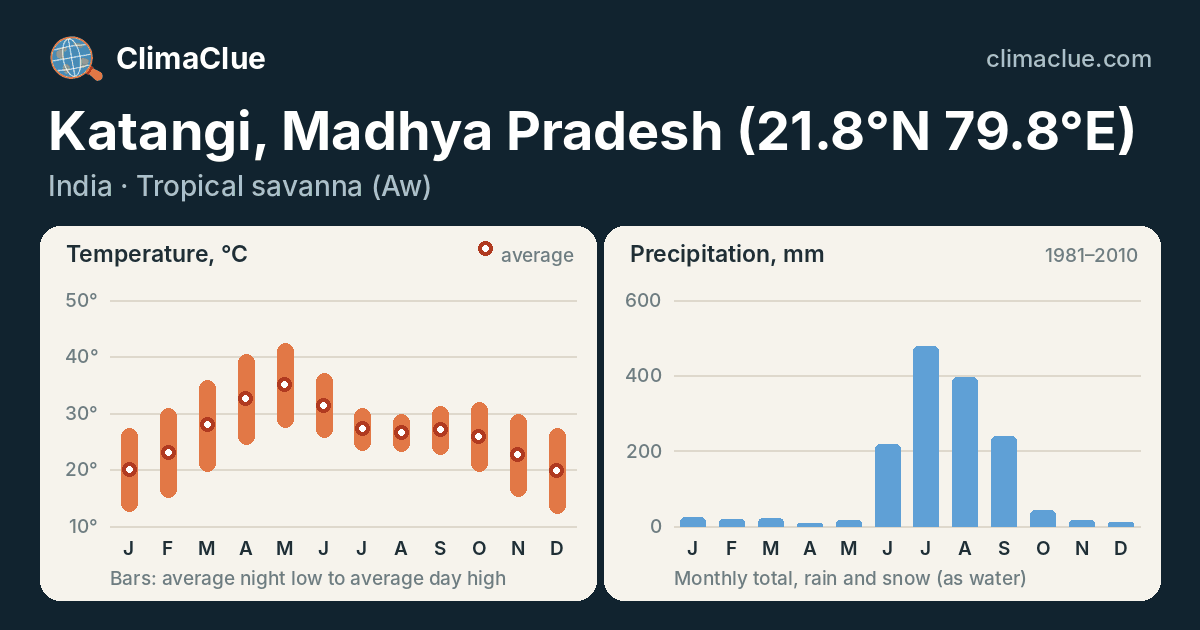 ClimaClue
climaclue.com
Katangi, Madhya Pradesh (21.8°N 79.8°E)
India · Tropical savanna (Aw)
Temperature, °C
average
50°
40°
30°
20°
10°
J F M A M J J A S O N D
Bars: average night low to average day high
Precipitation, mm
1981–2010
600
400
200
0
J F M A M J J A S O N D
Monthly total, rain and snow (as water)